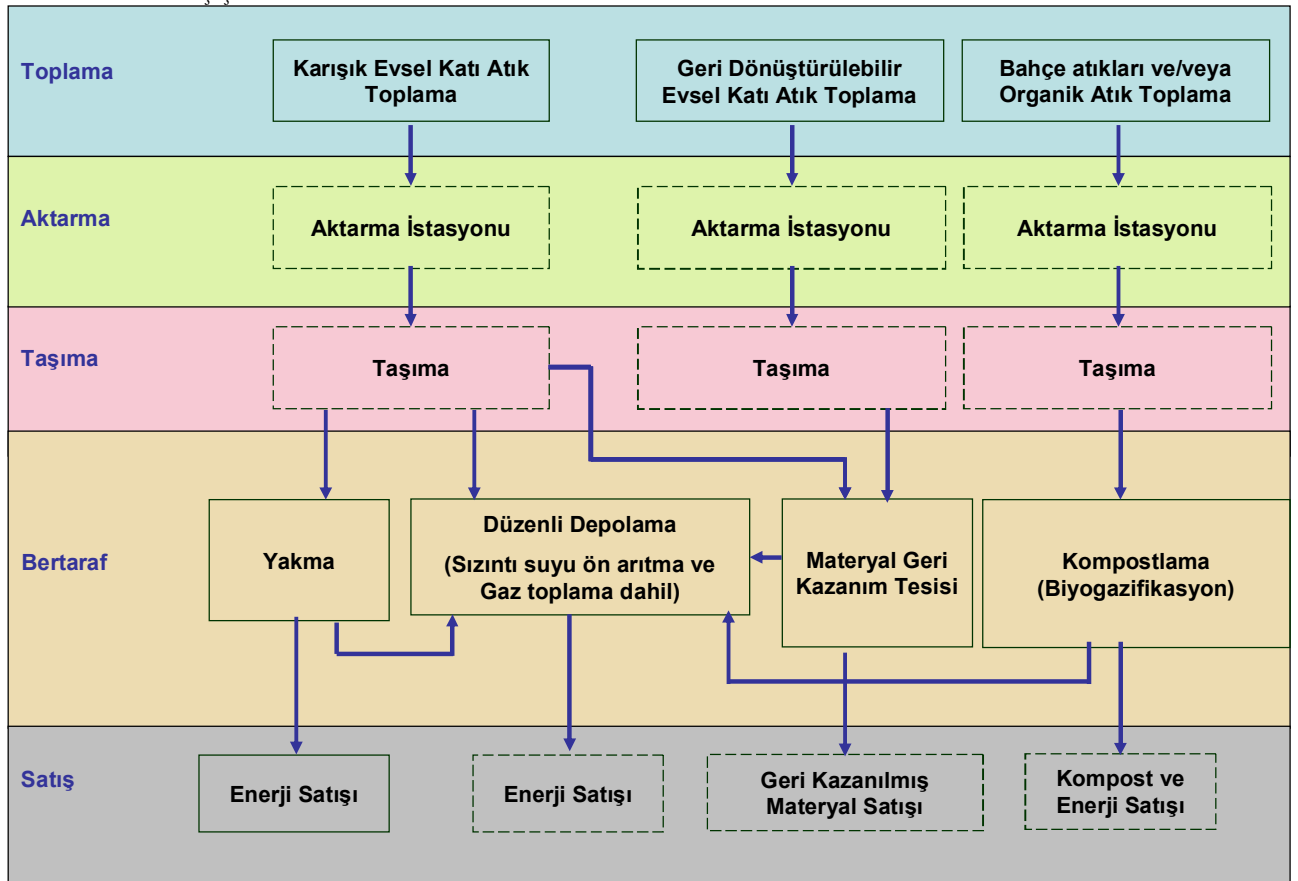 Toplama
Karışık Evsel Katı Atık
Toplama
Geri Dönüştürülebilir
Evsel Katı Atık Toplama
Bahçe atıkları ve/veya
Organik Atık Toplama
Aktarma
Aktarma İstasyonu
Aktarma İstasyonu
Aktarma İstasyonu
Taşıma
Taşıma
Taşıma
Taşıma
Bertaraf
Yakma
Düzenli Depolama
(Sızıntı suyu ön arıtma ve
Gaz toplama dahil)
Materyal Geri
Kazanım Tesisi
Kompostlama
(Biyogazifikasyon)
Satış
Enerji Satışı
Enerji Satışı
Geri Kazanılmış
Materyal Satışı
Kompost ve
Enerji Satışı